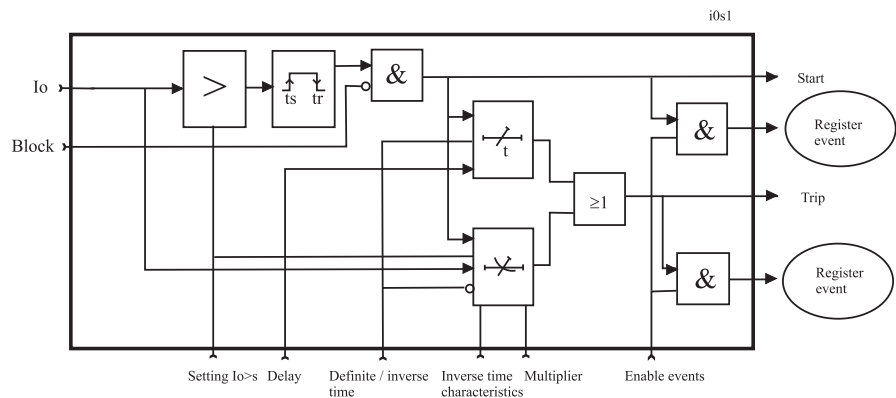 i0s1
Io
>
ts tr
&
Start
Block
t
&
Register
event
≥1
Trip
&
Register
event
Setting Io>s
Delay
Definite / inverse
time
Inverse time
characteristics
Multiplier
Enable events